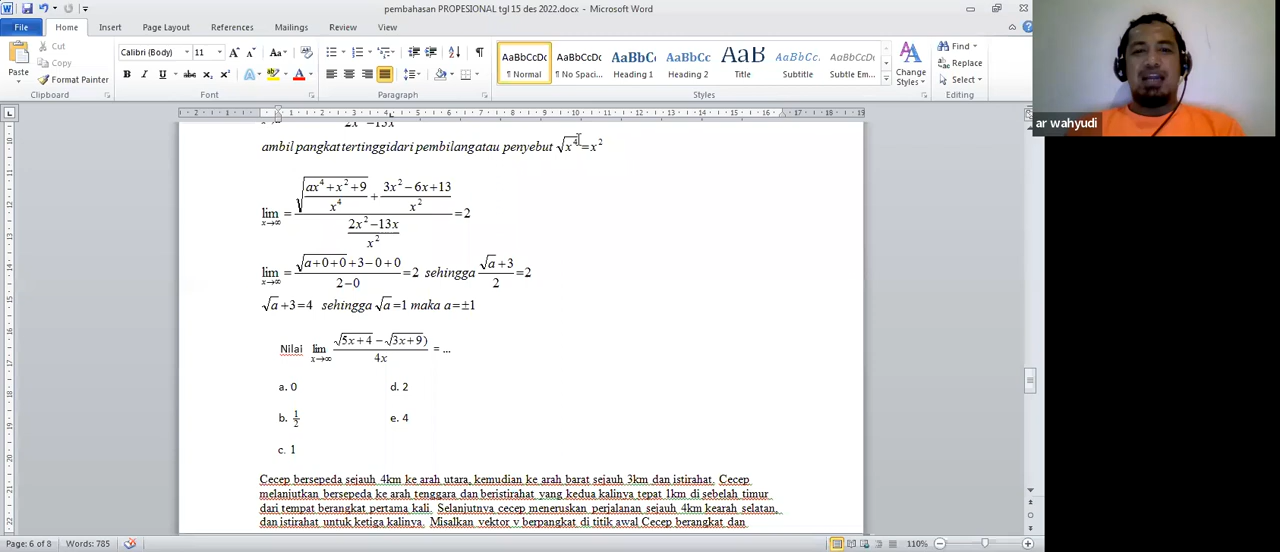 pembahasan PROPESIONAL tgl 15 des 2022.docx - Microsoft Word
File Home Insert Page Layout References Mailings Review View
Cut
Copy
Format Painter
Paste
Clipboard
Calibri (Body) 11
Font
Paragraph
AaBbCcDc AaBbCcDc AaBbCc AaBbCc AaB AaBbCc. AaBbCcDc
¶ Normal ¶ No Spaci... Heading 1 Heading 2 Title Subtitle Subtle Em...
Change Styles
Styles
Find
Replace
Select
Editing
ar wahyudi
2x² −13x
ambil pangkat tertinggi dari pembilang atau penyebut √x⁴ = x²
lim x→∞ = (√((ax⁴ + x² + 9)/x⁴) + (3x² − 6x + 13)/x²) / ((2x² − 13x)/x²) = 2
lim x→∞ = (√(a+0+0) + 3 − 0 + 0)/(2 − 0) = 2 sehingga (√a + 3)/2 = 2
√a + 3 = 4 sehingga √a = 1 maka a = ±1
Nilai lim x→∞ (√(5x+4) − √(3x+9))/4x = ...
a. 0 d. 2
b. 1/2 e. 4
c. 1
Cecep bersepeda sejauh 4km ke arah utara, kemudian ke arah barat sejauh 3km dan istirahat. Cecep
melanjutkan bersepeda ke arah tenggara dan beristirahat yang kedua kalinya tepat 1km di sebelah timur
dari tempat berangkat pertama kali. Selanjutnya cecep meneruskan perjalanan sejauh 4km kearah selatan,
dan istirahat untuk ketiga kalinya. Misalkan vektor v berpangkat di titik awal Cecep berangkat dan
Page: 6 of 8 Words: 785 110%